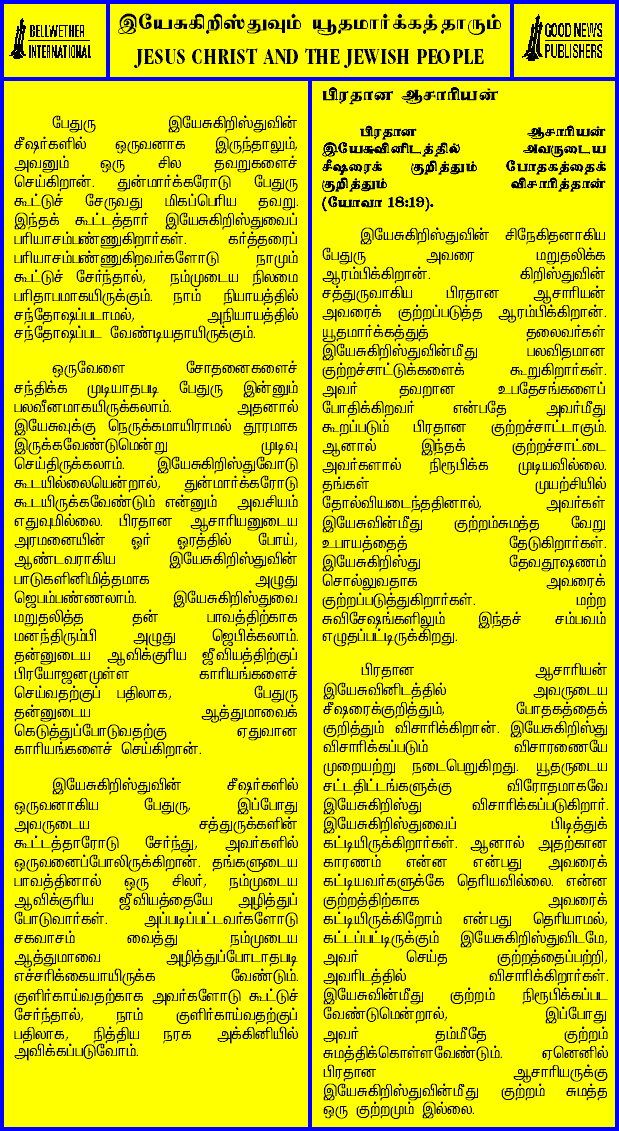 BELLWETHER
INTERNATIONAL
இயேசுகிறிஸ்துவும் யூதமார்க்கத்தாரும்
JESUS CHRIST AND THE JEWISH PEOPLE
GOOD NEWS
PUBLISHERS
பேதுரு இயேசுகிறிஸ்துவின்
சீஷர்களில் ஒருவனாக இருந்தாலும்,
அவனும் ஒரு சில தவறுகளைச்
செய்கிறான். துன்மார்க்கரோடு பேதுரு
கூட்டுச் சேருவது மிகப்பெரிய தவறு.
இந்தக் கூட்டத்தார் இயேசுகிறிஸ்துவைப்
பரியாசம்பண்ணுகிறார்கள். கர்த்தரைப்
பரியாசம்பண்ணுகிறவர்களோடு நாமும்
கூட்டுச் சேர்ந்தால், நம்முடைய நிலமை
பரிதாபமாகயிருக்கும். நாம் நியாயத்தில்
சந்தோஷப்படாமல், அநியாயத்தில்
சந்தோஷப்பட வேண்டியதாயிருக்கும்.
ஒருவேளை சோதனைகளைச்
சந்திக்க முடியாதபடி பேதுரு இன்னும்
பலவீனமாகயிருக்கலாம். அதனால்
இயேசுவுக்கு நெருக்கமாயிராமல் தூரமாக
இருக்கவேண்டுமென்று முடிவு
செய்திருக்கலாம். இயேசுகிறிஸ்துவோடு
கூடயில்லையென்றால், துன்மார்க்கரோடு
கூடயிருக்கவேண்டும் என்னும் அவசியம்
எதுவுமில்லை. பிரதான ஆசாரியனுடைய
அரமனையின் ஓர் ஓரத்தில் போய்,
ஆண்டவராகிய இயேசுகிறிஸ்துவின்
பாடுகளினிமித்தமாக அழுது
ஜெபம்பண்ணலாம். இயேசுகிறிஸ்துவை
மறுதலித்த தன் பாவத்திற்காக
மனந்திரும்பி அழுது ஜெபிக்கலாம்.
தன்னுடைய ஆவிக்குரிய ஜீவியத்திற்குப்
பிரயோஜனமுள்ள காரியங்களைச்
செய்வதற்குப் பதிலாக, பேதுரு
தன்னுடைய ஆத்துமாவைக்
கெடுத்துப்போடுவதற்கு ஏதுவான
காரியங்களைச் செய்கிறான்.
இயேசுகிறிஸ்துவின் சீஷர்களில்
ஒருவனாகிய பேதுரு, இப்போது
அவருடைய சத்துருக்களின்
கூட்டத்தாரோடு சேர்ந்து, அவர்களில்
ஒருவனைப்போலிருக்கிறான். தங்களுடைய
பாவத்தினால் ஒரு சிலர், நம்முடைய
ஆவிக்குரிய ஜீவியத்தையே அழித்துப்
போடுவார்கள். அப்படிப்பட்டவர்களோடு
சகவாசம் வைத்து நம்முடைய
ஆத்துமாவை அழித்துப்போடாதபடி
எச்சரிக்கையாயிருக்க வேண்டும்.
குளிர்காய்வதற்காக அவர்களோடு கூட்டுச்
சேர்ந்தால், நாம் குளிர்காய்வதற்குப்
பதிலாக, நித்திய நரக அக்கினியில்
அவிக்கப்படுவோம்.
பிரதான ஆசாரியன்
பிரதான ஆசாரியன்
இயேசுவினிடத்தில் அவருடைய
சீஷரைக் குறித்தும் போதகத்தைக்
குறித்தும் விசாரித்தான்
(யோவா 18:19).
இயேசுகிறிஸ்துவின் சிநேகிதனாகிய
பேதுரு அவரை மறுதலிக்க
ஆரம்பிக்கிறான். கிறிஸ்துவின்
சத்துருவாகிய பிரதான ஆசாரியன்
அவரைக் குற்றப்படுத்த ஆரம்பிக்கிறான்.
யூதமார்க்கத்துத் தலைவர்கள்
இயேசுகிறிஸ்துவின்மீது பலவிதமான
குற்றச்சாட்டுக்களைக் கூறுகிறார்கள்.
அவர் தவறான உபதேசங்களைப்
போதிக்கிறவர் என்பதே அவர்மீது
கூறப்படும் பிரதான குற்றச்சாட்டாகும்.
ஆனால் இந்தக் குற்றச்சாட்டை
அவர்களால் நிரூபிக்க முடியவில்லை.
தங்கள் முயற்சியில்
தோல்வியடைந்ததினால், அவர்கள்
இயேசுவின்மீது குற்றம்சுமத்த வேறு
உபாயத்தைத் தேடுகிறார்கள்.
இயேசுகிறிஸ்து தேவதூஷணம்
சொல்லுவதாக அவரைக்
குற்றப்படுத்துகிறார்கள். மற்ற
சுவிசேஷங்களிலும் இந்தச் சம்பவம்
எழுதப்பட்டிருக்கிறது.
பிரதான ஆசாரியன்
இயேசுவினிடத்தில் அவருடைய
சீஷரைக்குறித்தும், போதகத்தைக்
குறித்தும் விசாரிக்கிறான். இயேசுகிறிஸ்து
விசாரிக்கப்படும் விசாரணையே
முறையற்று நடைபெறுகிறது. யூதருடைய
சட்டதிட்டங்களுக்கு விரோதமாகவே
இயேசுகிறிஸ்து விசாரிக்கப்படுகிறார்.
இயேசுகிறிஸ்துவைப் பிடித்துக்
கட்டியிருக்கிறார்கள். ஆனால் அதற்கான
காரணம் என்ன என்பது அவரைக்
கட்டியவர்களுக்கே தெரியவில்லை. என்ன
குற்றத்திற்காக அவரைக்
கட்டியிருக்கிறோம் என்பது தெரியாமல்,
கட்டப்பட்டிருக்கும் இயேசுகிறிஸ்துவிடமே,
அவர் செய்த குற்றத்தைப்பற்றி,
அவரிடத்தில் விசாரிக்கிறார்கள்.
இயேசுவின்மீது குற்றம் நிரூபிக்கப்பட
வேண்டுமென்றால், இப்போது
அவர் தம்மீதே குற்றம்
சுமத்திக்கொள்ளவேண்டும். ஏனெனில்
பிரதான ஆசாரியருக்கு
இயேசுகிறிஸ்துவின்மீது குற்றம் சுமத்த
ஒரு குற்றமும் இல்லை.